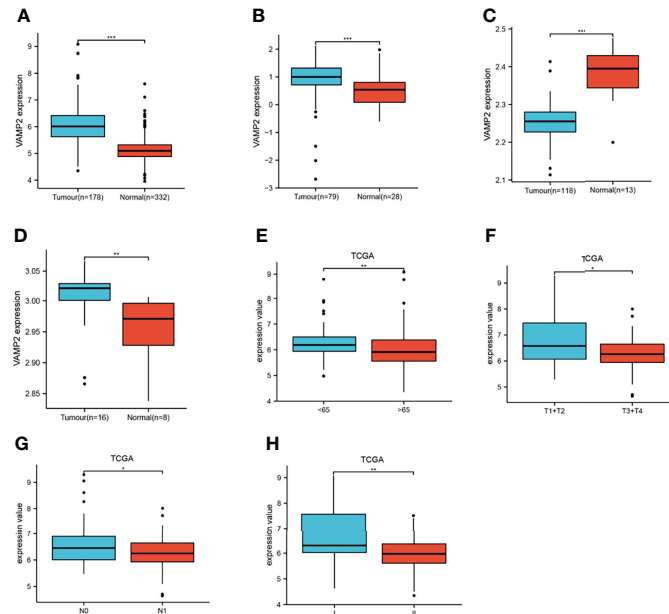 A
***
VAMP2 expression
9
8
7
6
5
4
Tumour(n=178) Normal(n=332)
B
***
VAMP2 expression
2
1
0
-1
-2
-3
Tumour(n=79) Normal(n=28)
C
***
VAMP2 expression
2.4
2.3
2.2
2.1
Tumour(n=118) Normal(n=13)
D
**
VAMP2 expression
3.05
3.00
2.95
2.90
2.85
Tumour(n=16) Normal(n=8)
E
TCGA
**
expression value
9
8
7
6
5
4
<65 >65
F
TCGA
*
expression value
9
8
7
6
5
T1+T2 T3+T4
G
TCGA
*
expression value
9
8
7
6
5
N0 N1
H
TCGA
**
expression value
9
8
7
6
5
4
I II